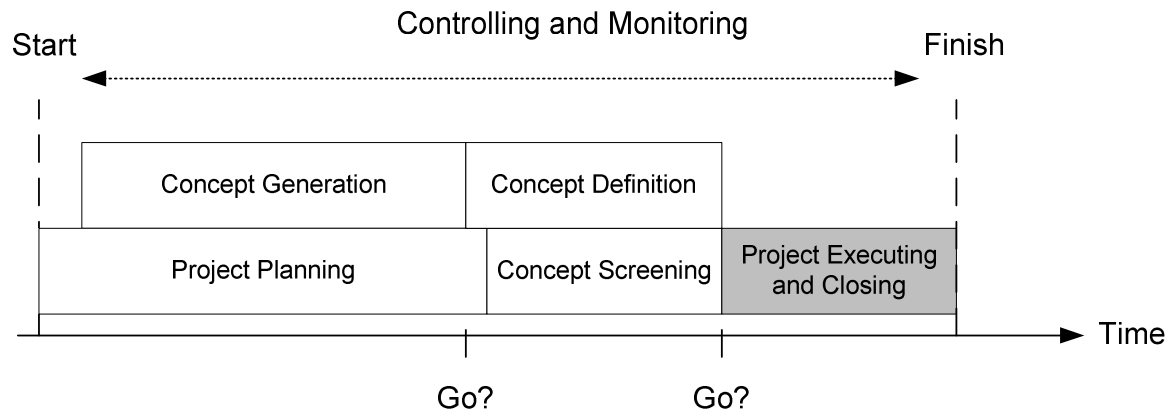 Controlling and Monitoring
Start
Finish
Concept Generation
Concept Definition
Project Planning
Concept Screening
Project Executing
and Closing
Time
Go?
Go?